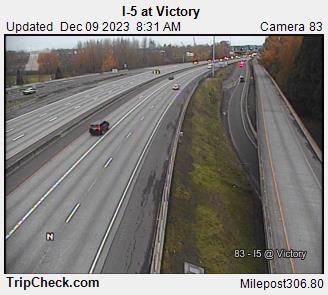 I-5 at Victory
Updated Dec 09 2023 8:31 AM Camera 83
N
83 - I5 @ Victory
TripCheck.com Milepost306.80